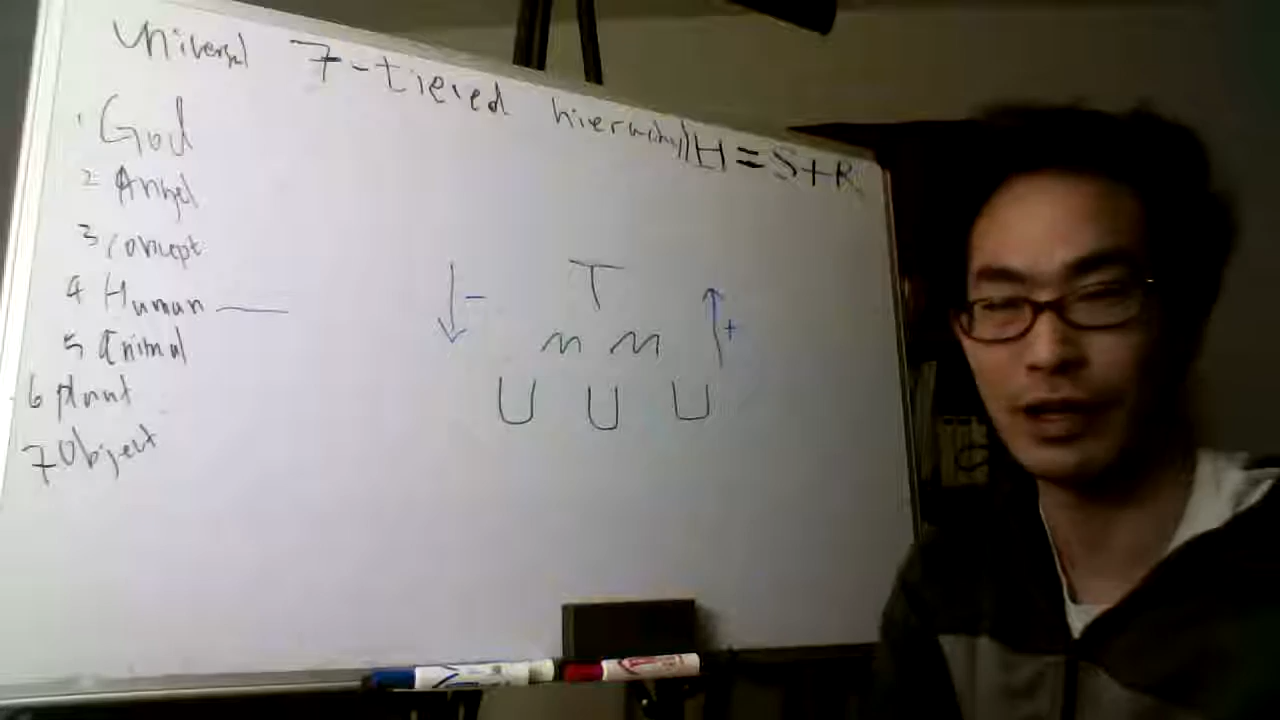 Universal 7-tiered hierarchy H = S+R
1 God
2 Angel
3 concept
4 Human —
5 Animal
6 plant
7 Object
T
↓ - m m ↑ +
U U U